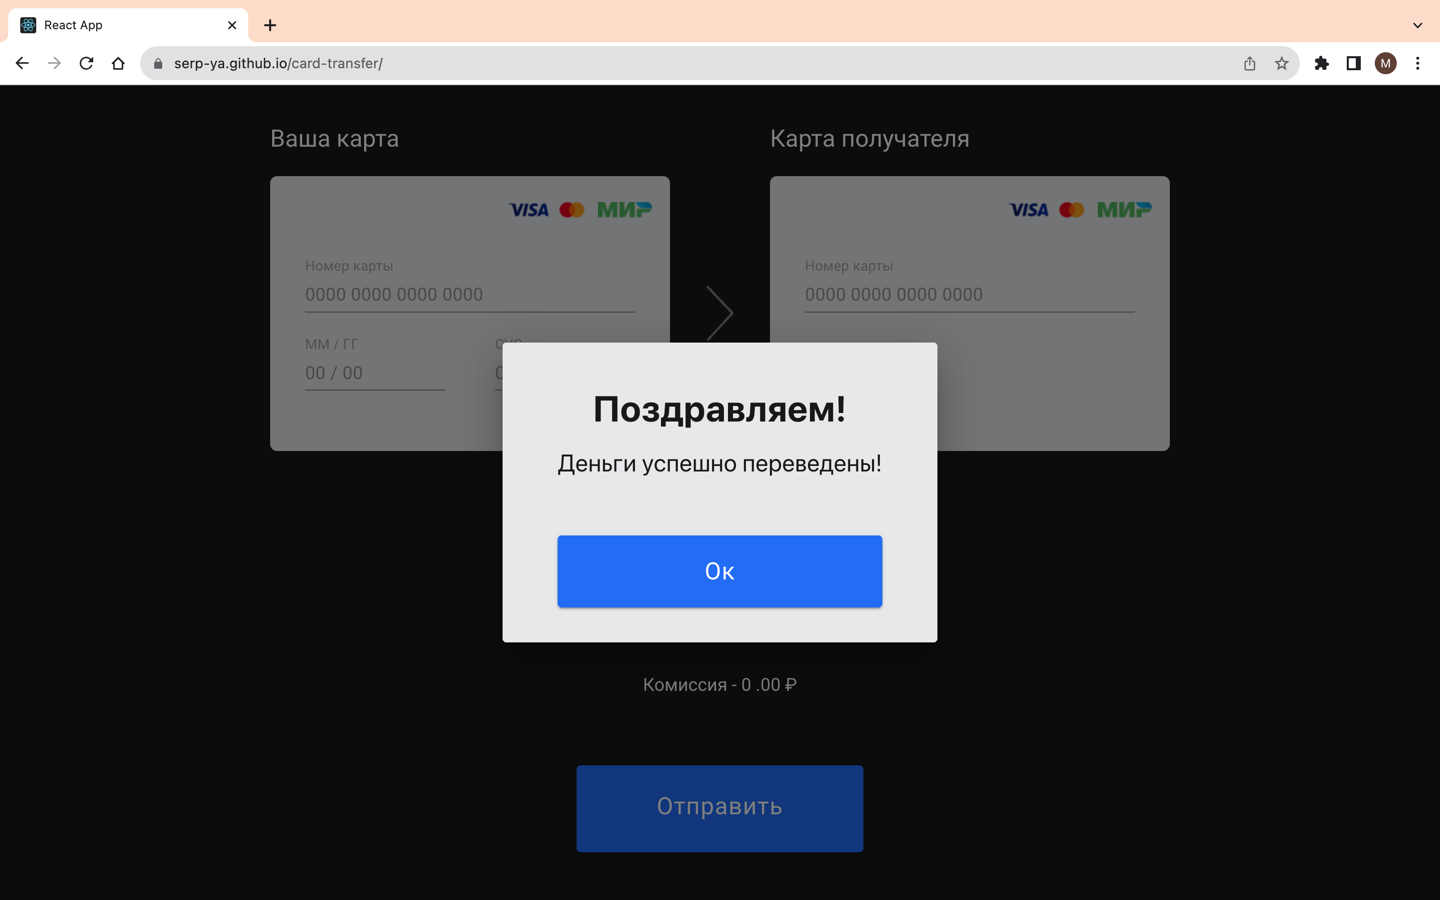 React App
serp-ya.github.io/card-transfer/
M
Ваша карта
Карта получателя
VISA МИР
VISA МИР
Номер карты
0000 0000 0000 0000
Номер карты
0000 0000 0000 0000
ММ / ГГ
00 / 00
Поздравляем!
Деньги успешно переведены!
Ок
Комиссия - 0 .00 ₽
Отправить